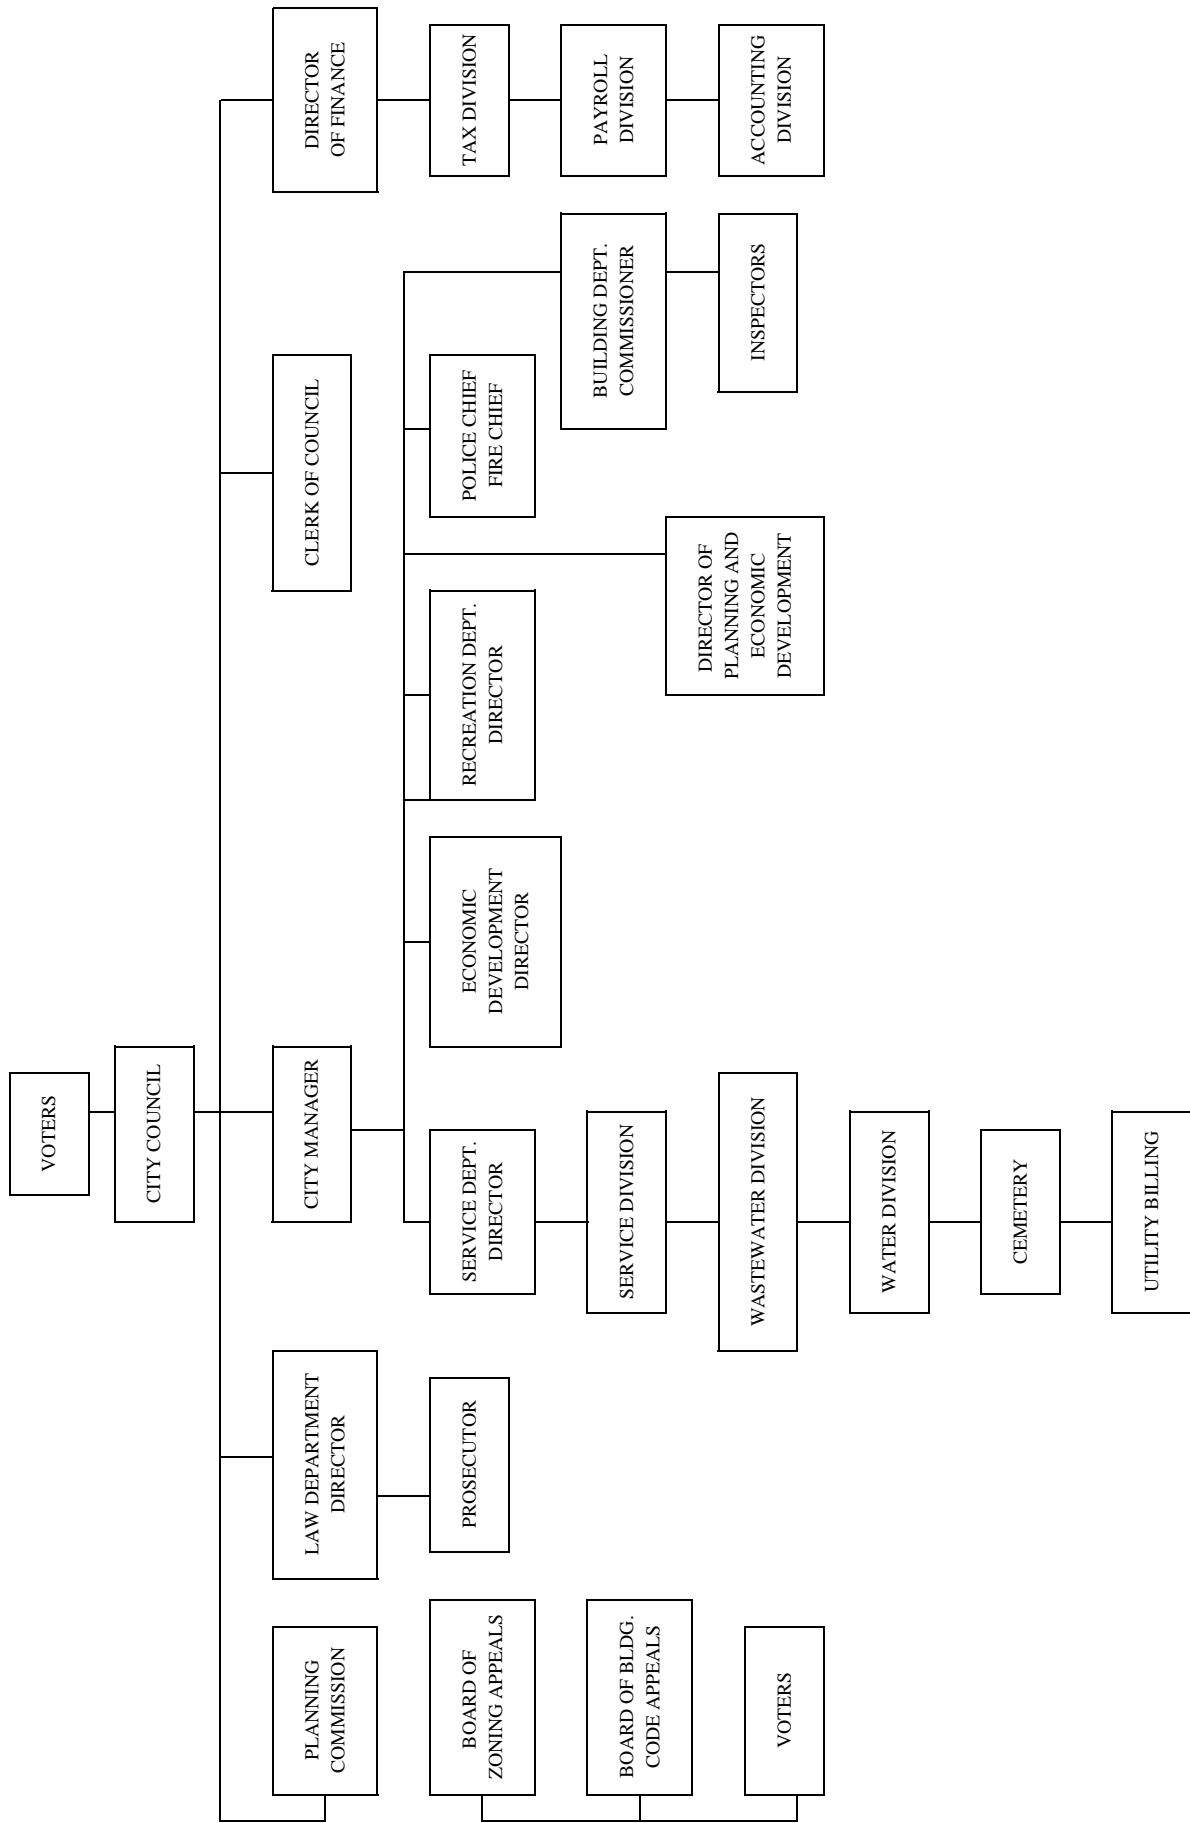 VOTERS
CITY COUNCIL
PLANNING
COMMISSION
LAW DEPARTMENT
DIRECTOR
CITY MANAGER
CLERK OF COUNCIL
DIRECTOR
OF FINANCE
BOARD OF
ZONING APPEALS
PROSECUTOR
SERVICE DEPT.
DIRECTOR
ECONOMIC
DEVELOPMENT
DIRECTOR
RECREATION DEPT.
DIRECTOR
POLICE CHIEF
FIRE CHIEF
TAX DIVISION
BOARD OF BLDG.
CODE APPEALS
SERVICE DIVISION
BUILDING DEPT.
COMMISSIONER
PAYROLL
DIVISION
VOTERS
WASTEWATER DIVISION
DIRECTOR OF
PLANNING AND
ECONOMIC
DEVELOPMENT
INSPECTORS
ACCOUNTING
DIVISION
WATER DIVISION
CEMETERY
UTILITY BILLING